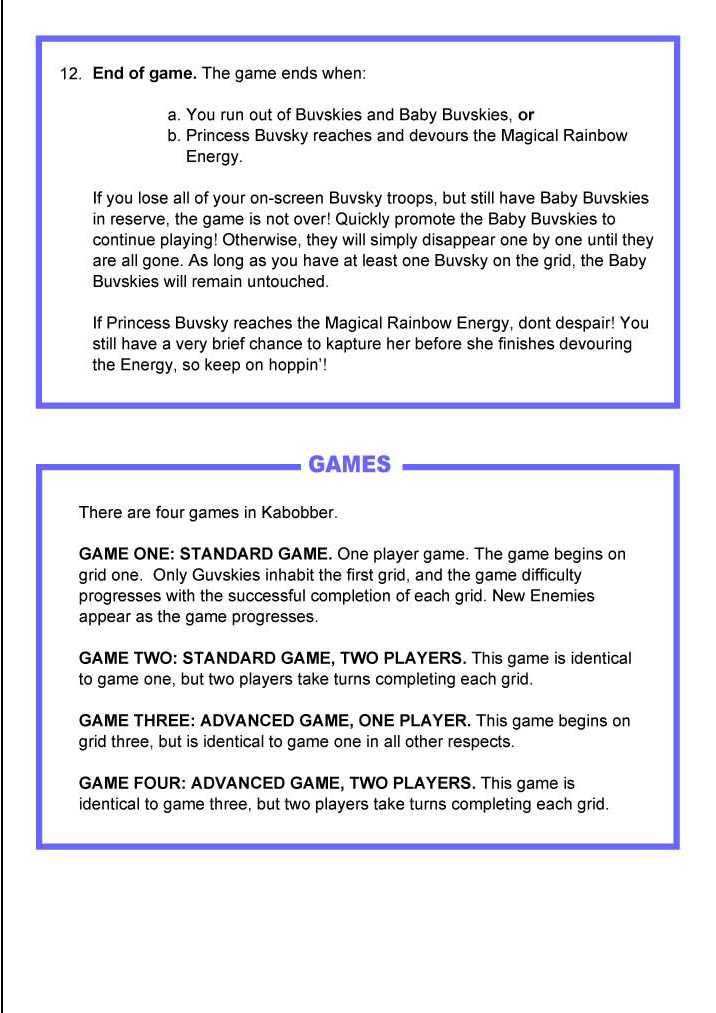 12. End of game. The game ends when:
a. You run out of Buvskies and Baby Buvskies, or
b. Princess Buvsky reaches and devours the Magical Rainbow
Energy.
If you lose all of your on-screen Buvsky troops, but still have Baby Buvskies
in reserve, the game is not over! Quickly promote the Baby Buvskies to
continue playing! Otherwise, they will simply disappear one by one until they
are all gone. As long as you have at least one Buvsky on the grid, the Baby
Buvskies will remain untouched.
If Princess Buvsky reaches the Magical Rainbow Energy, dont despair! You
still have a very brief chance to kapture her before she finishes devouring
the Energy, so keep on hoppin'!
GAMES
There are four games in Kabobber.
GAME ONE: STANDARD GAME. One player game. The game begins on
grid one.  Only Guvskies inhabit the first grid, and the game difficulty
progresses with the successful completion of each grid. New Enemies
appear as the game progresses.
GAME TWO: STANDARD GAME, TWO PLAYERS. This game is identical
to game one, but two players take turns completing each grid.
GAME THREE: ADVANCED GAME, ONE PLAYER. This game begins on
grid three, but is identical to game one in all other respects.
GAME FOUR: ADVANCED GAME, TWO PLAYERS. This game is
identical to game three, but two players take turns completing each grid.